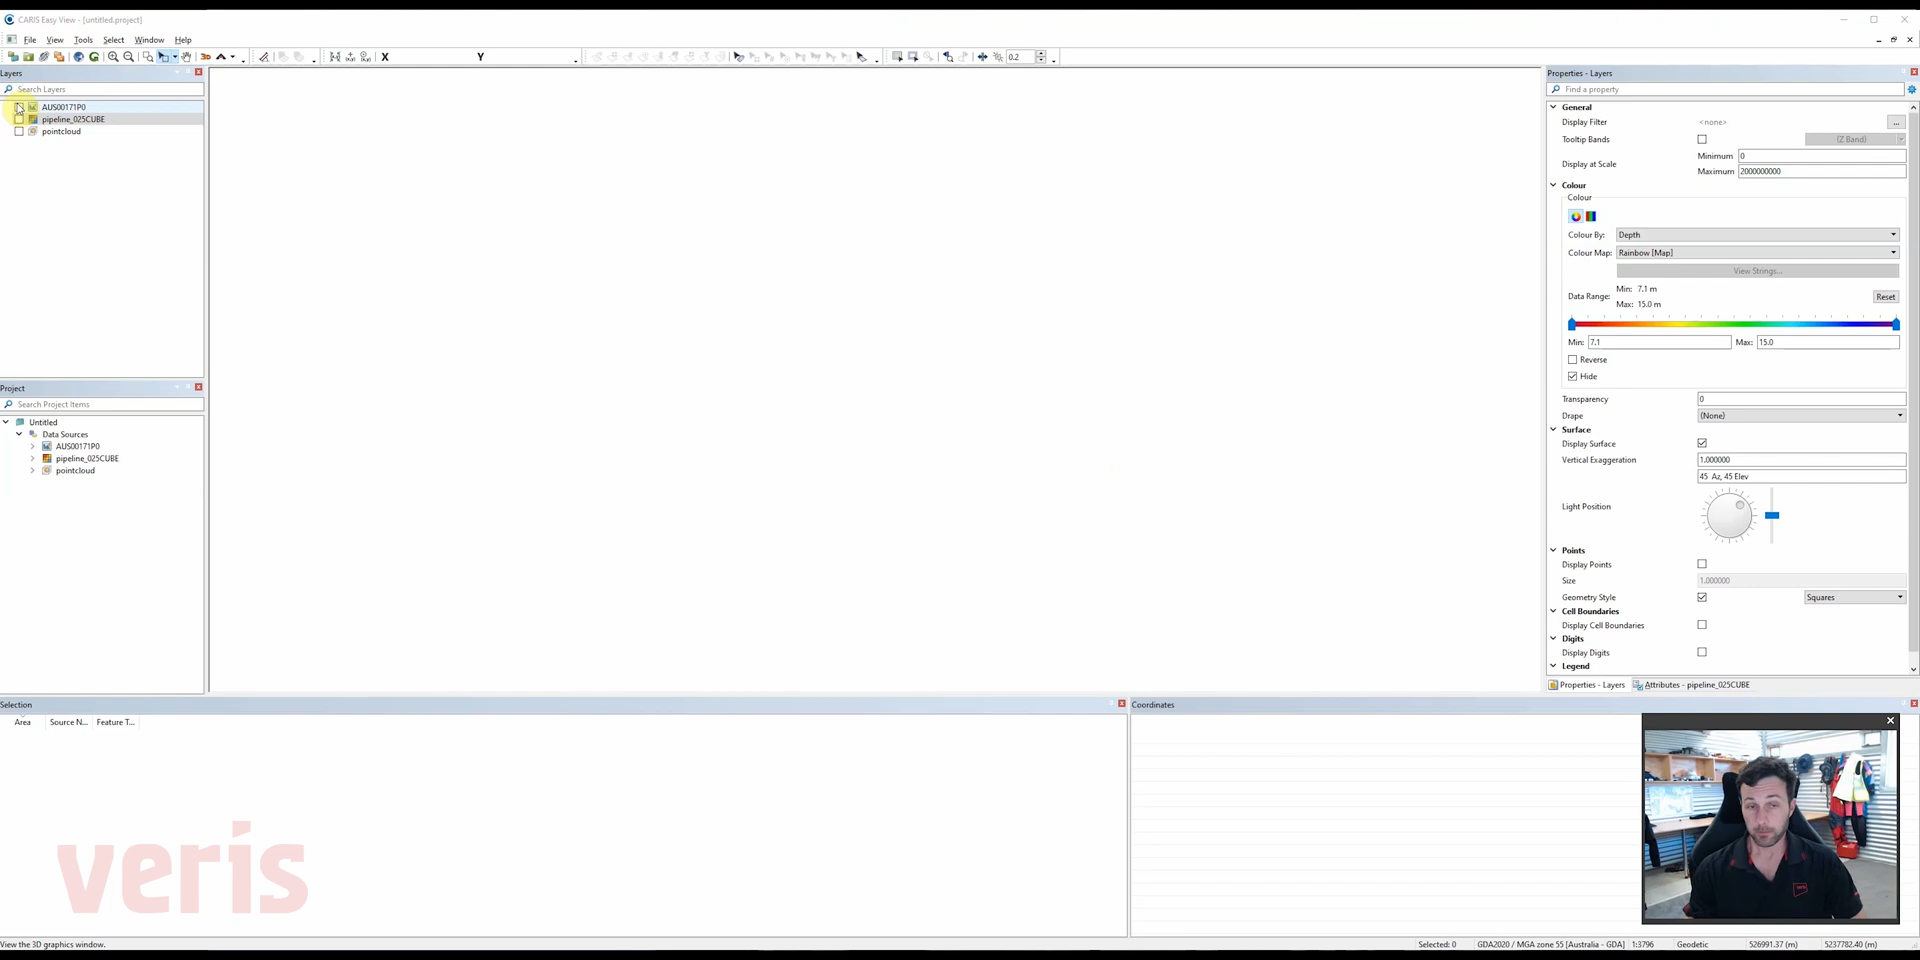 CARIS Easy View - [untitled.project]
File View Tools Select Window Help
3D X Y 0.2
Layers
Search Layers
AUS00171P0
pipeline_025CUBE
pointcloud
Project
Search Project Items
Untitled
Data Sources
AUS00171P0
pipeline_025CUBE
pointcloud
Properties - Layers
Find a property
General
Display Filter <none> ...
Tooltip Bands (Z Band)
Display at Scale
Minimum 0
Maximum 2000000000
Colour
Colour
Colour By: Depth
Colour Map: Rainbow [Map]
View Strings...
Data Range:
Min: 7.1 m
Max: 15.0 m
Reset
Min: 7.1 Max: 15.0
Reverse
Hide
Transparency 0
Drape (None)
Surface
Display Surface
Vertical Exaggeration 1.000000
45 Az, 45 Elev
Light Position
Points
Display Points
Size 1.000000
Geometry Style Squares
Cell Boundaries
Display Cell Boundaries
Digits
Display Digits
Legend
Properties - Layers Attributes - pipeline_025CUBE
Selection
Area Source N... Feature T...
Coordinates
veris
View the 3D graphics window.
Selected: 0 GDA2020 / MGA zone 55 [Australia - GDA] 1:3796 Geodetic 526991.37 (m) 5237782.40 (m)